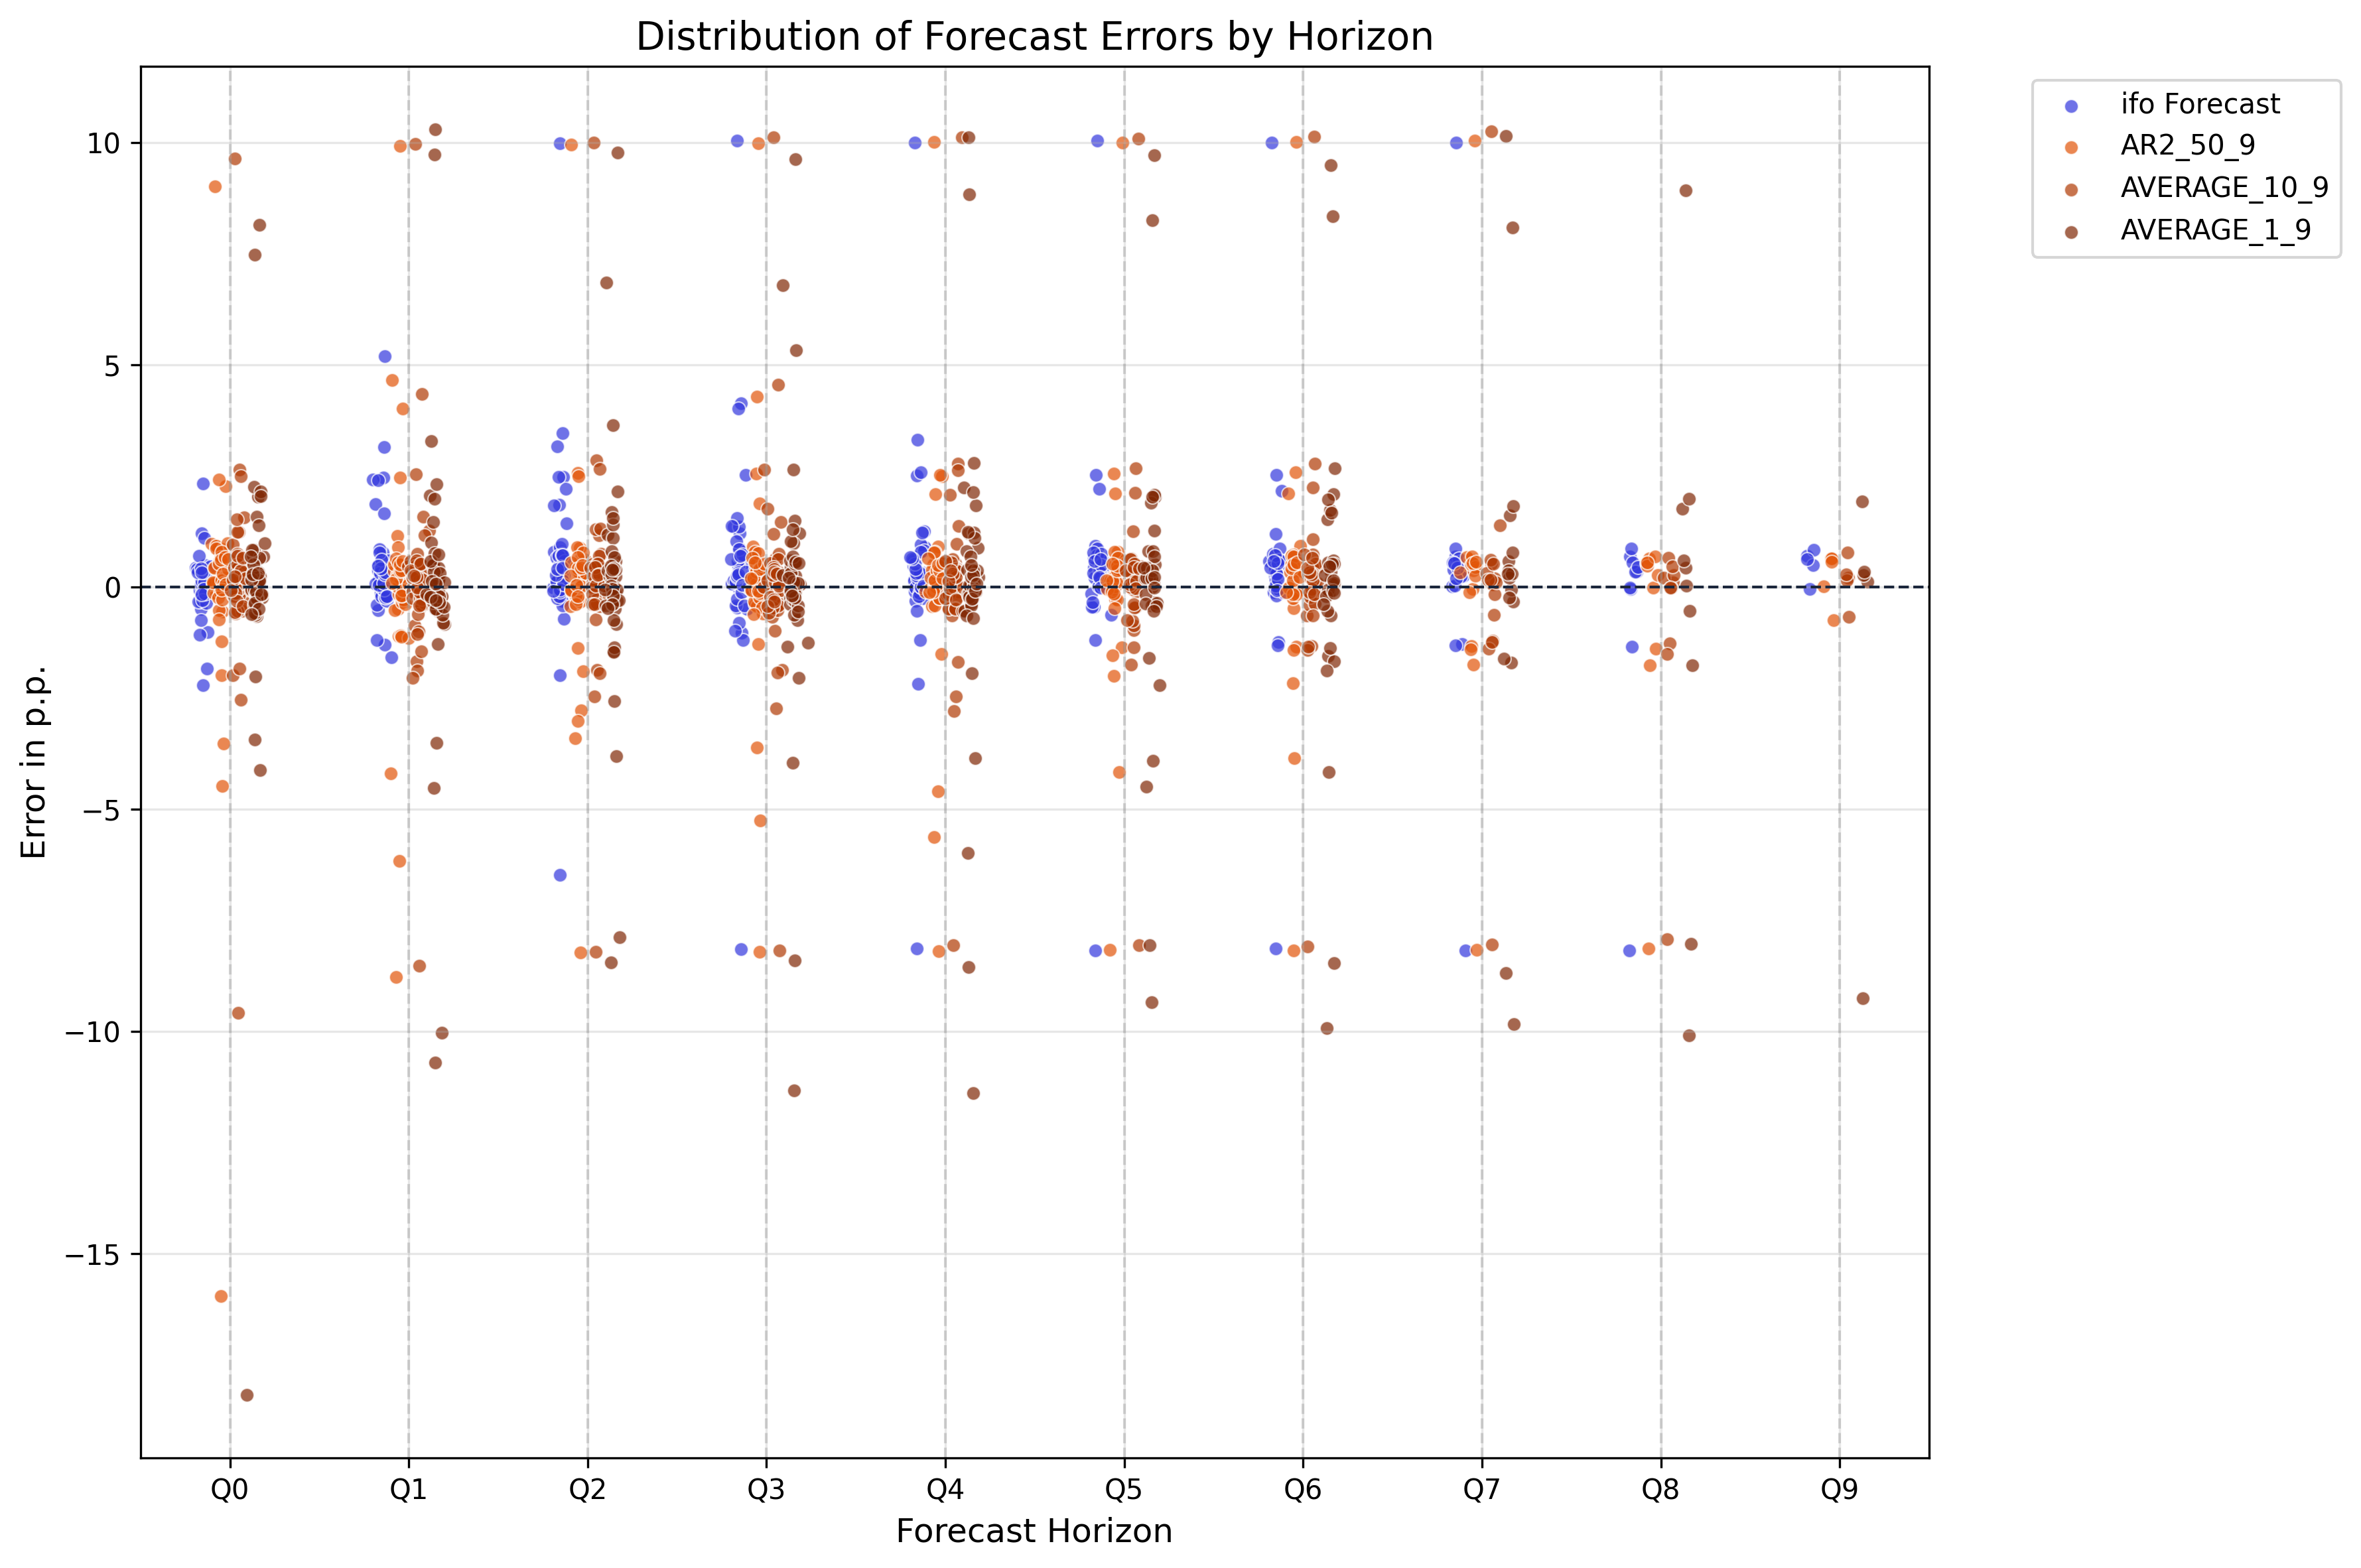 Distribution of Forecast Errors by Horizon
ifo Forecast
AR2_50_9
AVERAGE_10_9
AVERAGE_1_9
Error in p.p.
10
5
0
−5
−10
−15
Q0 Q1 Q2 Q3 Q4 Q5 Q6 Q7 Q8 Q9
Forecast Horizon